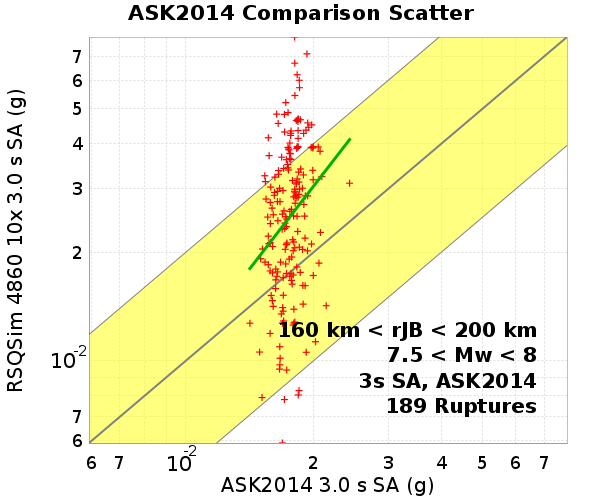 ASK2014 Comparison Scatter
RSQSim 4860 10x 3.0 s SA (g)
7
6
5
4
3
2
10-2
7
6
160 km < rJB < 200 km
7.5 < Mw < 8
3s SA, ASK2014
189 Ruptures
6 7 10-2 2 3 4 5 6 7
ASK2014 3.0 s SA (g)